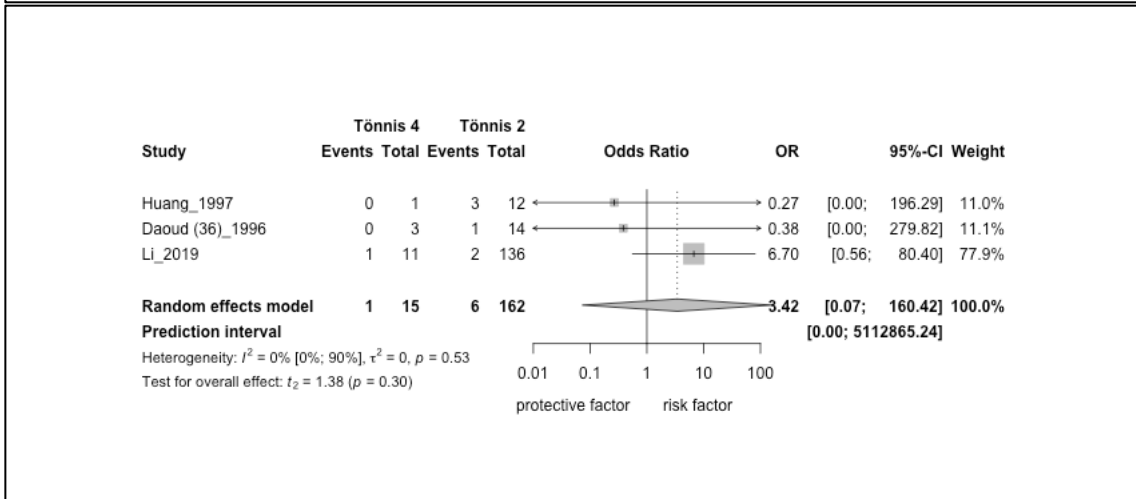 Tönnis 4 Tönnis 2
Study Events Total Events Total Odds Ratio OR 95%-CI Weight
Huang_1997 0 1 3 12 0.27 [0.00; 196.29] 11.0%
Daoud (36)_1996 0 3 1 14 0.38 [0.00; 279.82] 11.1%
Li_2019 1 11 2 136 6.70 [0.56; 80.40] 77.9%
Random effects model 1 15 6 162 3.42 [0.07; 160.42] 100.0%
Prediction interval [0.00; 5112865.24]
Heterogeneity: I² = 0% [0%; 90%], τ² = 0, p = 0.53
Test for overall effect: t₂ = 1.38 (p = 0.30)
0.01 0.1 1 10 100
protective factor risk factor